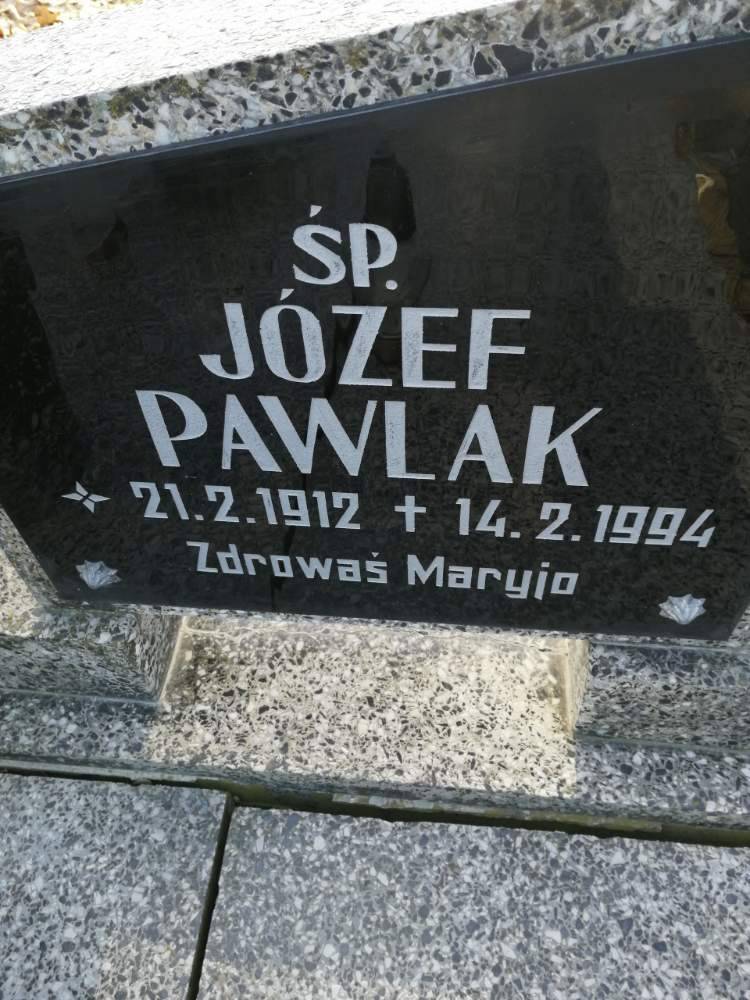 ŚP.
JÓZEF
PAWLAK
21.2.1912 ✝ 14.2.1994
Zdrowaś Maryjo